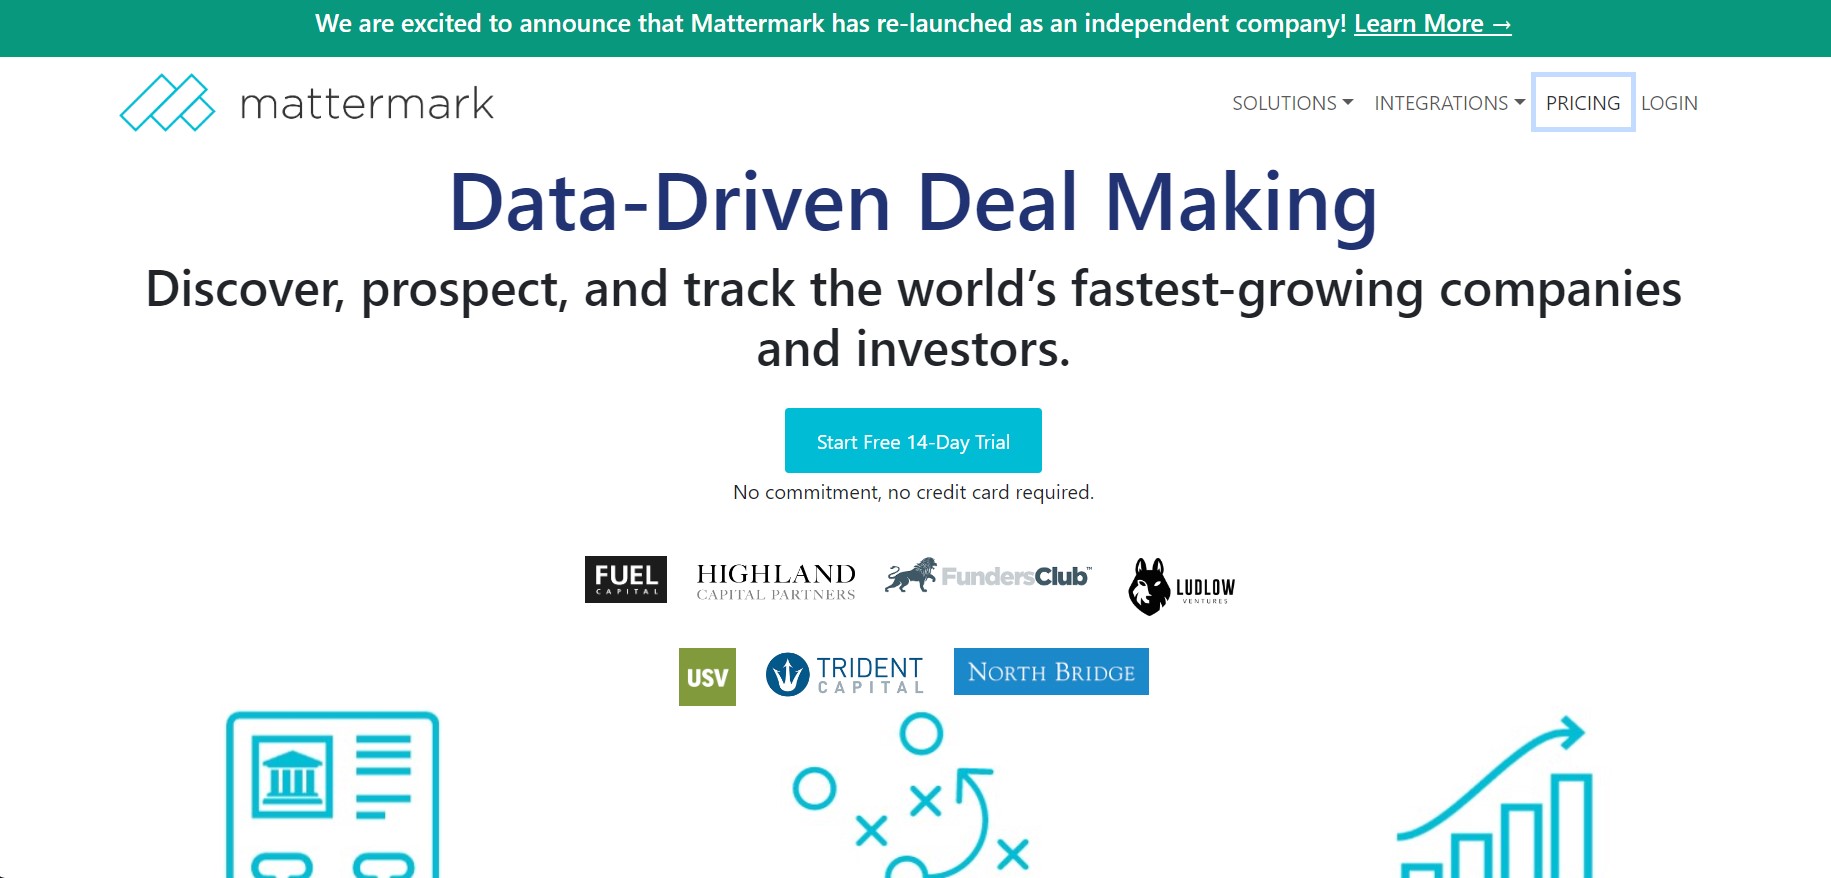 We are excited to announce that Mattermark has re-launched as an independent company! Learn More →
mattermark
SOLUTIONS INTEGRATIONS PRICING LOGIN
Data-Driven Deal Making
Discover, prospect, and track the world’s fastest-growing companies
and investors.
Start Free 14-Day Trial
No commitment, no credit card required.
FUEL
CAPITAL
HIGHLAND
CAPITAL PARTNERS
FundersClub™
LUDLOW
VENTURES
USV
TRIDENT
CAPITAL
NORTH BRIDGE